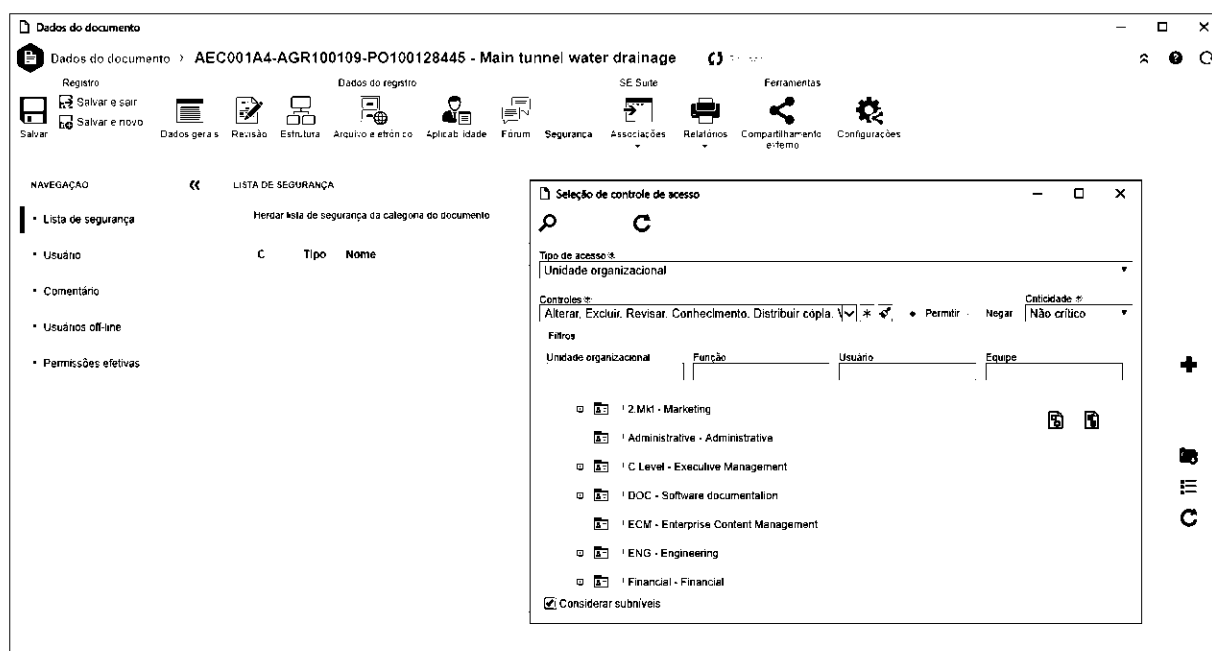 Dados do documento
Dados do documento > AEC001A4-AGR100109-PO100128445 - Main tunnel water drainage
Registro Dados do registro SE Suite Ferramentas
Salvar e sair
Salvar e novo
Salvar Dados gerais Revisão Estrutura Arquivo eletrônico Aplicabilidade Fórum Segurança Associações Relatórios Compartilhamento externo Configurações
NAVEGAÇÃO
Lista de segurança
Usuário
Comentário
Usuários off-line
Permissões efetivas
LISTA DE SEGURANÇA
Herdar lista de segurança da categoria do documento
C Tipo Nome
Seleção de controle de acesso
Tipo de acesso
Unidade organizacional
Controles Criticidade
Alterar, Excluir, Revisar, Conhecimento, Distribuir cópia, Permitir Negar Não crítico
Filtros
Unidade organizacional Função Usuário Equipe
2.Mkt - Marketing
Administrative - Administrative
C Level - Executive Management
DOC - Software documentation
ECM - Enterprise Content Management
ENG - Engineering
Financial - Financial
Considerar subníveis